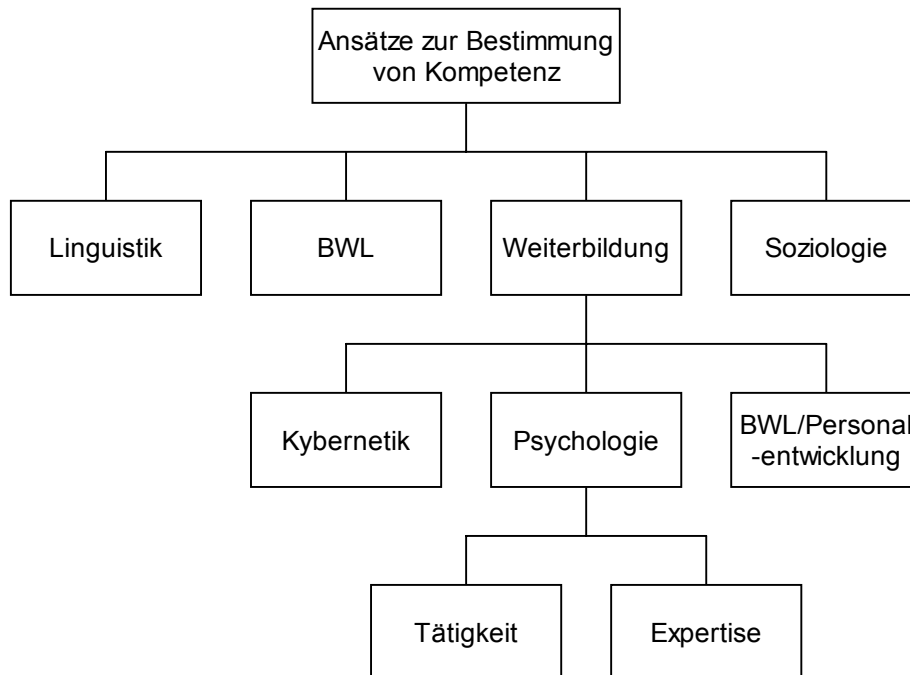 Ansätze zur Bestimmung
von Kompetenz
Linguistik
BWL
Weiterbildung
Soziologie
Kybernetik
Psychologie
BWL/Personal
-entwicklung
Tätigkeit
Expertise